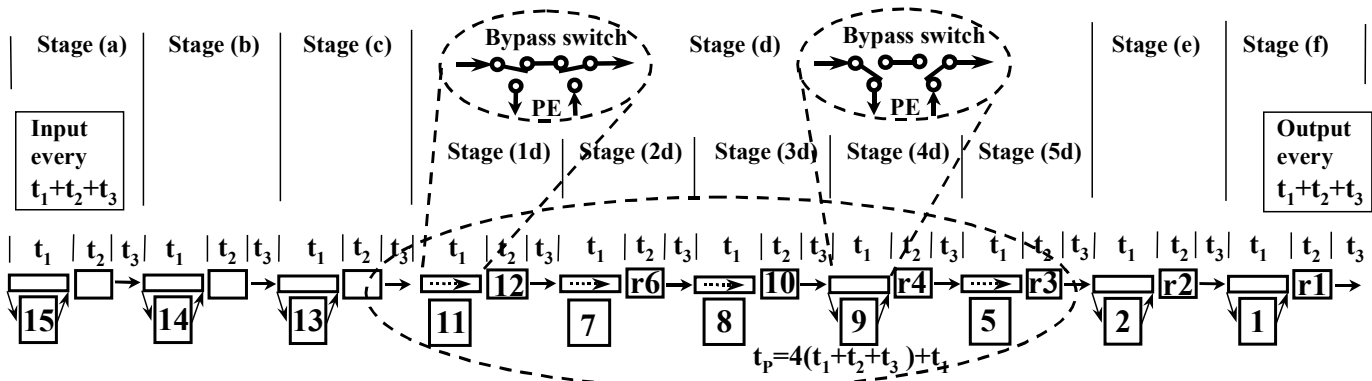 Stage (a) Stage (b) Stage (c) Bypass switch Stage (d) Bypass switch Stage (e) Stage (f)
PE PE
Input
every
t₁+t₂+t₃
Output
every
t₁+t₂+t₃
Stage (1d) Stage (2d) Stage (3d) Stage (4d) Stage (5d)
t₁ t₂ t₃ t₁ t₂ t₃ t₁ t₂ t₃ t₁ t₂ t₃ t₁ t₂ t₃ t₁ t₂ t₃ t₁ t₂ t₃ t₁ t₂ t₃ t₁ t₂ t₃ t₁ t₂ t₃
12 r6 10 r4 r3 r2 r1
15 14 13 11 7 8 9 5 2 1
tₚ=4(t₁+t₂+t₃)+t₁